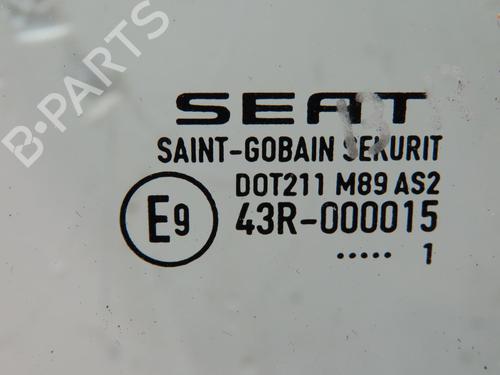 B-PARTS
SEAT
SAINT-GOBAIN SEKURIT
DOT211 M89 AS2
E9 43R-000015
..... 1